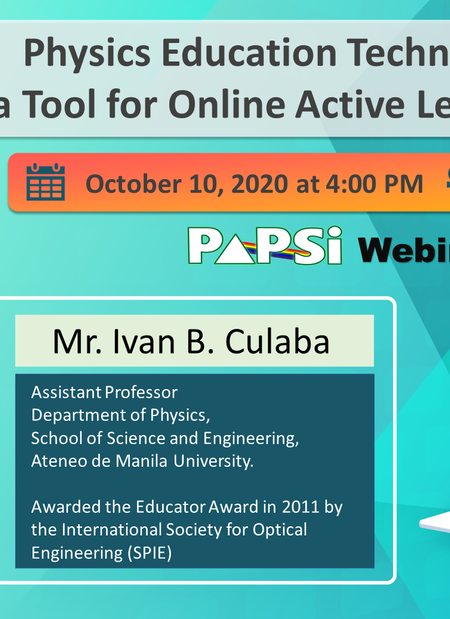 Physics Education Techn
a Tool for Online Active Le
October 10, 2020 at 4:00 PM
PAPSi Webin
Mr. Ivan B. Culaba
Assistant Professor
Department of Physics,
School of Science and Engineering,
Ateneo de Manila University.
Awarded the Educator Award in 2011 by
the International Society for Optical
Engineering (SPIE)